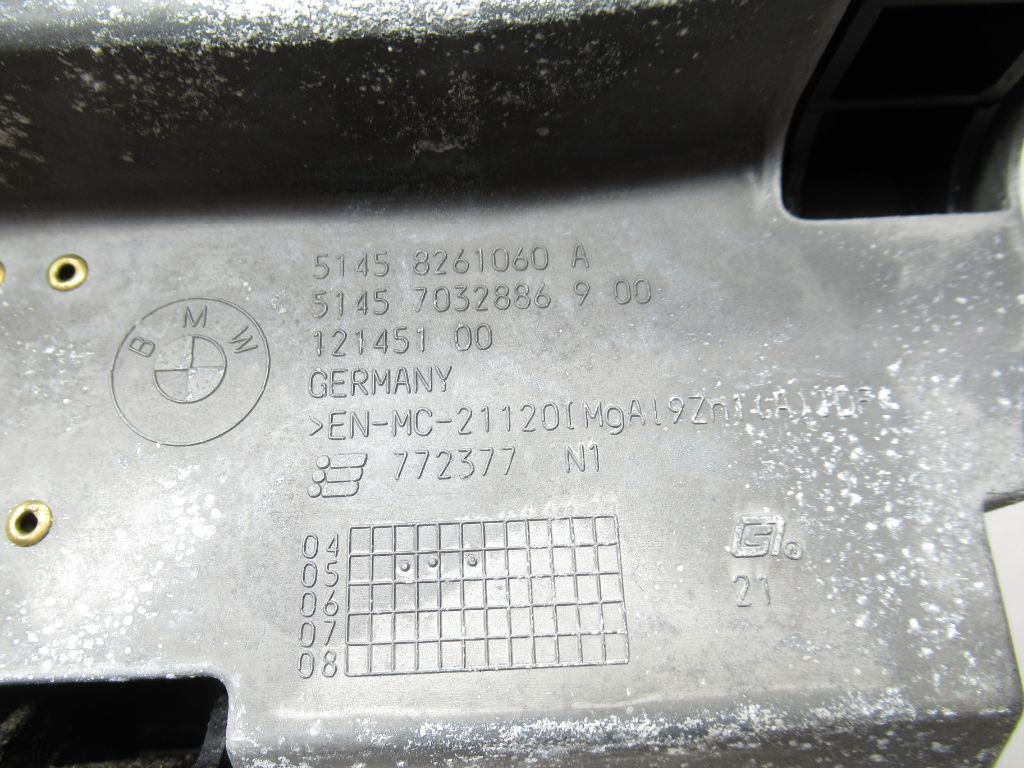 BMW
5145 8261060 A
5145 7032886 9 00
121451 00
GERMANY
>EN-MC-21120(MgAl9Zn1(A)
772377 N1
04
05
06
07
08
21